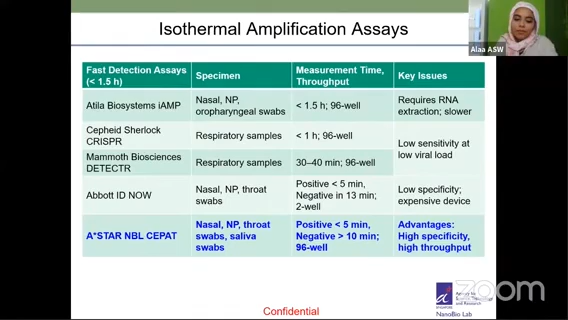 Isothermal Amplification Assays
Alaa ASW
Fast Detection Assays
(< 1.5 h)
Specimen
Measurement Time,
Throughput
Key Issues
Atila Biosystems iAMP
Nasal, NP,
oropharyngeal swabs
< 1.5 h; 96-well
Requires RNA
extraction; slower
Cepheid Sherlock
CRISPR
Respiratory samples
< 1 h; 96-well
Low sensitivity at
low viral load
Mammoth Biosciences
DETECTR
Respiratory samples
30–40 min; 96-well
Abbott ID NOW
Nasal, NP, throat
swabs
Positive < 5 min,
Negative in 13 min;
2-well
Low specificity;
expensive device
A*STAR NBL CEPAT
Nasal, NP, throat
swabs, saliva
swabs
Positive < 5 min,
Negative > 10 min;
96-well
Advantages:
High specificity,
high throughput
Confidential
zoom
NanoBio Lab